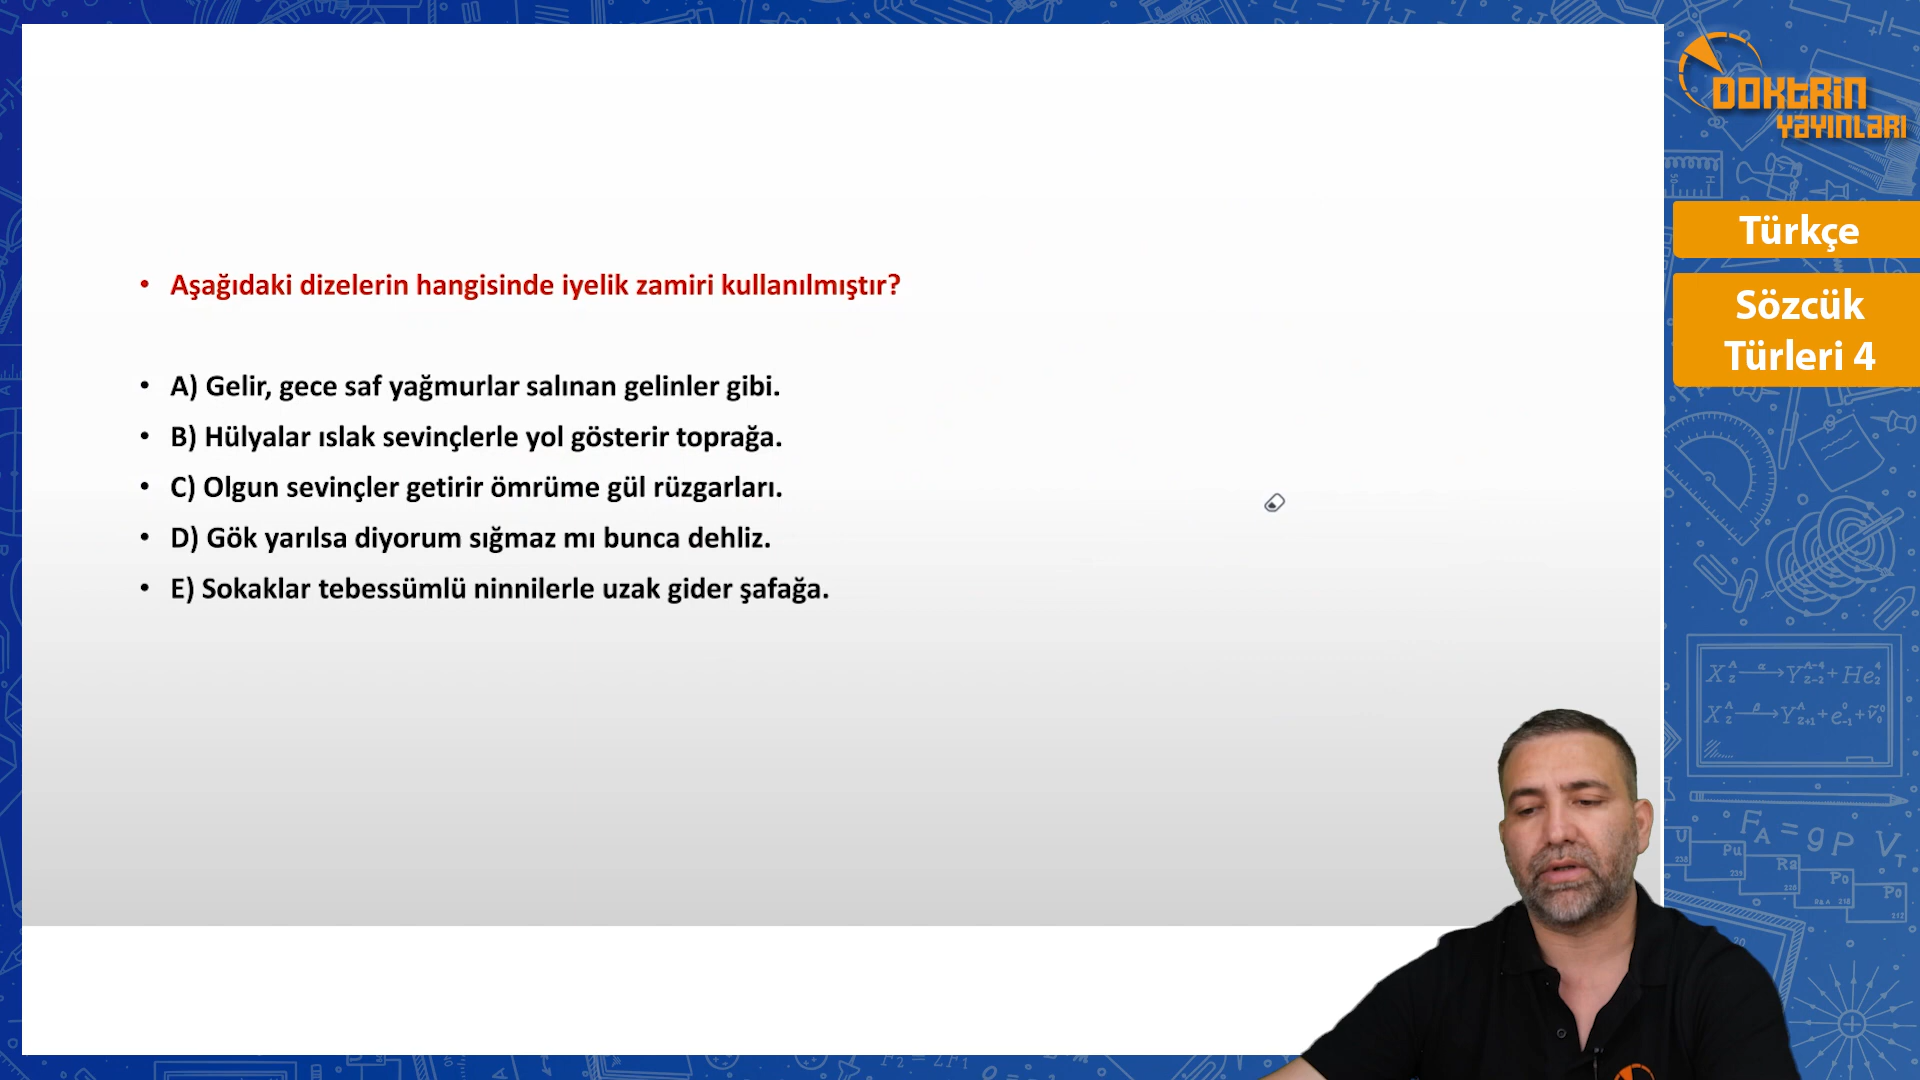 DOKTRİN
YAYINLARI
Türkçe
Sözcük
Türleri 4
• Aşağıdaki dizelerin hangisinde iyelik zamiri kullanılmıştır?
• A) Gelir, gece saf yağmurlar salınan gelinler gibi.
• B) Hülyalar ıslak sevinçlerle yol gösterir toprağa.
• C) Olgun sevinçler getirir ömrüme gül rüzgarları.
• D) Gök yarılsa diyorum sığmaz mı bunca dehliz.
• E) Sokaklar tebessümlü ninnilerle uzak gider şafağa.